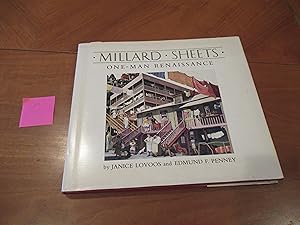 · MILLARD · SHEETS ·
ONE-MAN RENAISSANCE
by JANICE LOVOOS and EDMUND F. PENNEY